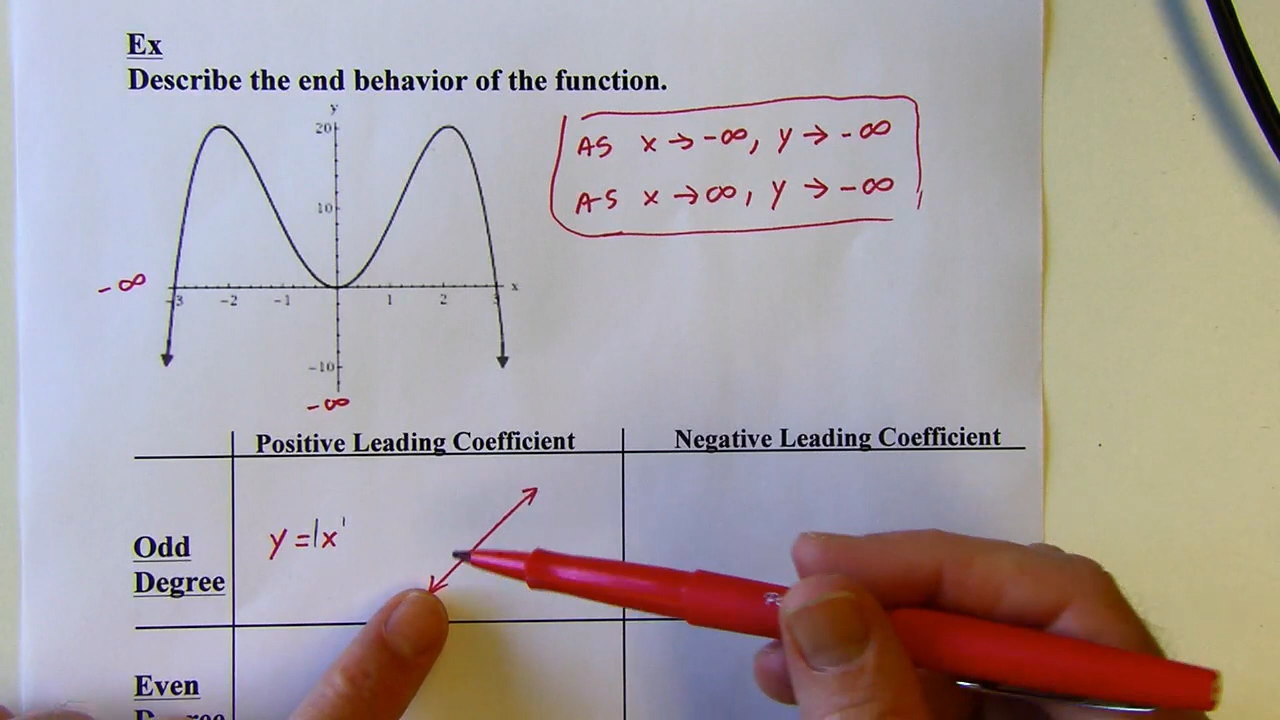 Ex
Describe the end behavior of the function.
y
20
AS x → -∞, y → -∞
AS x → ∞, y → -∞
10
-∞
-3 -2 -1 1 2 3 x
-10
-∞
Positive Leading Coefficient Negative Leading Coefficient
Odd
Degree
y = 1x¹
Even